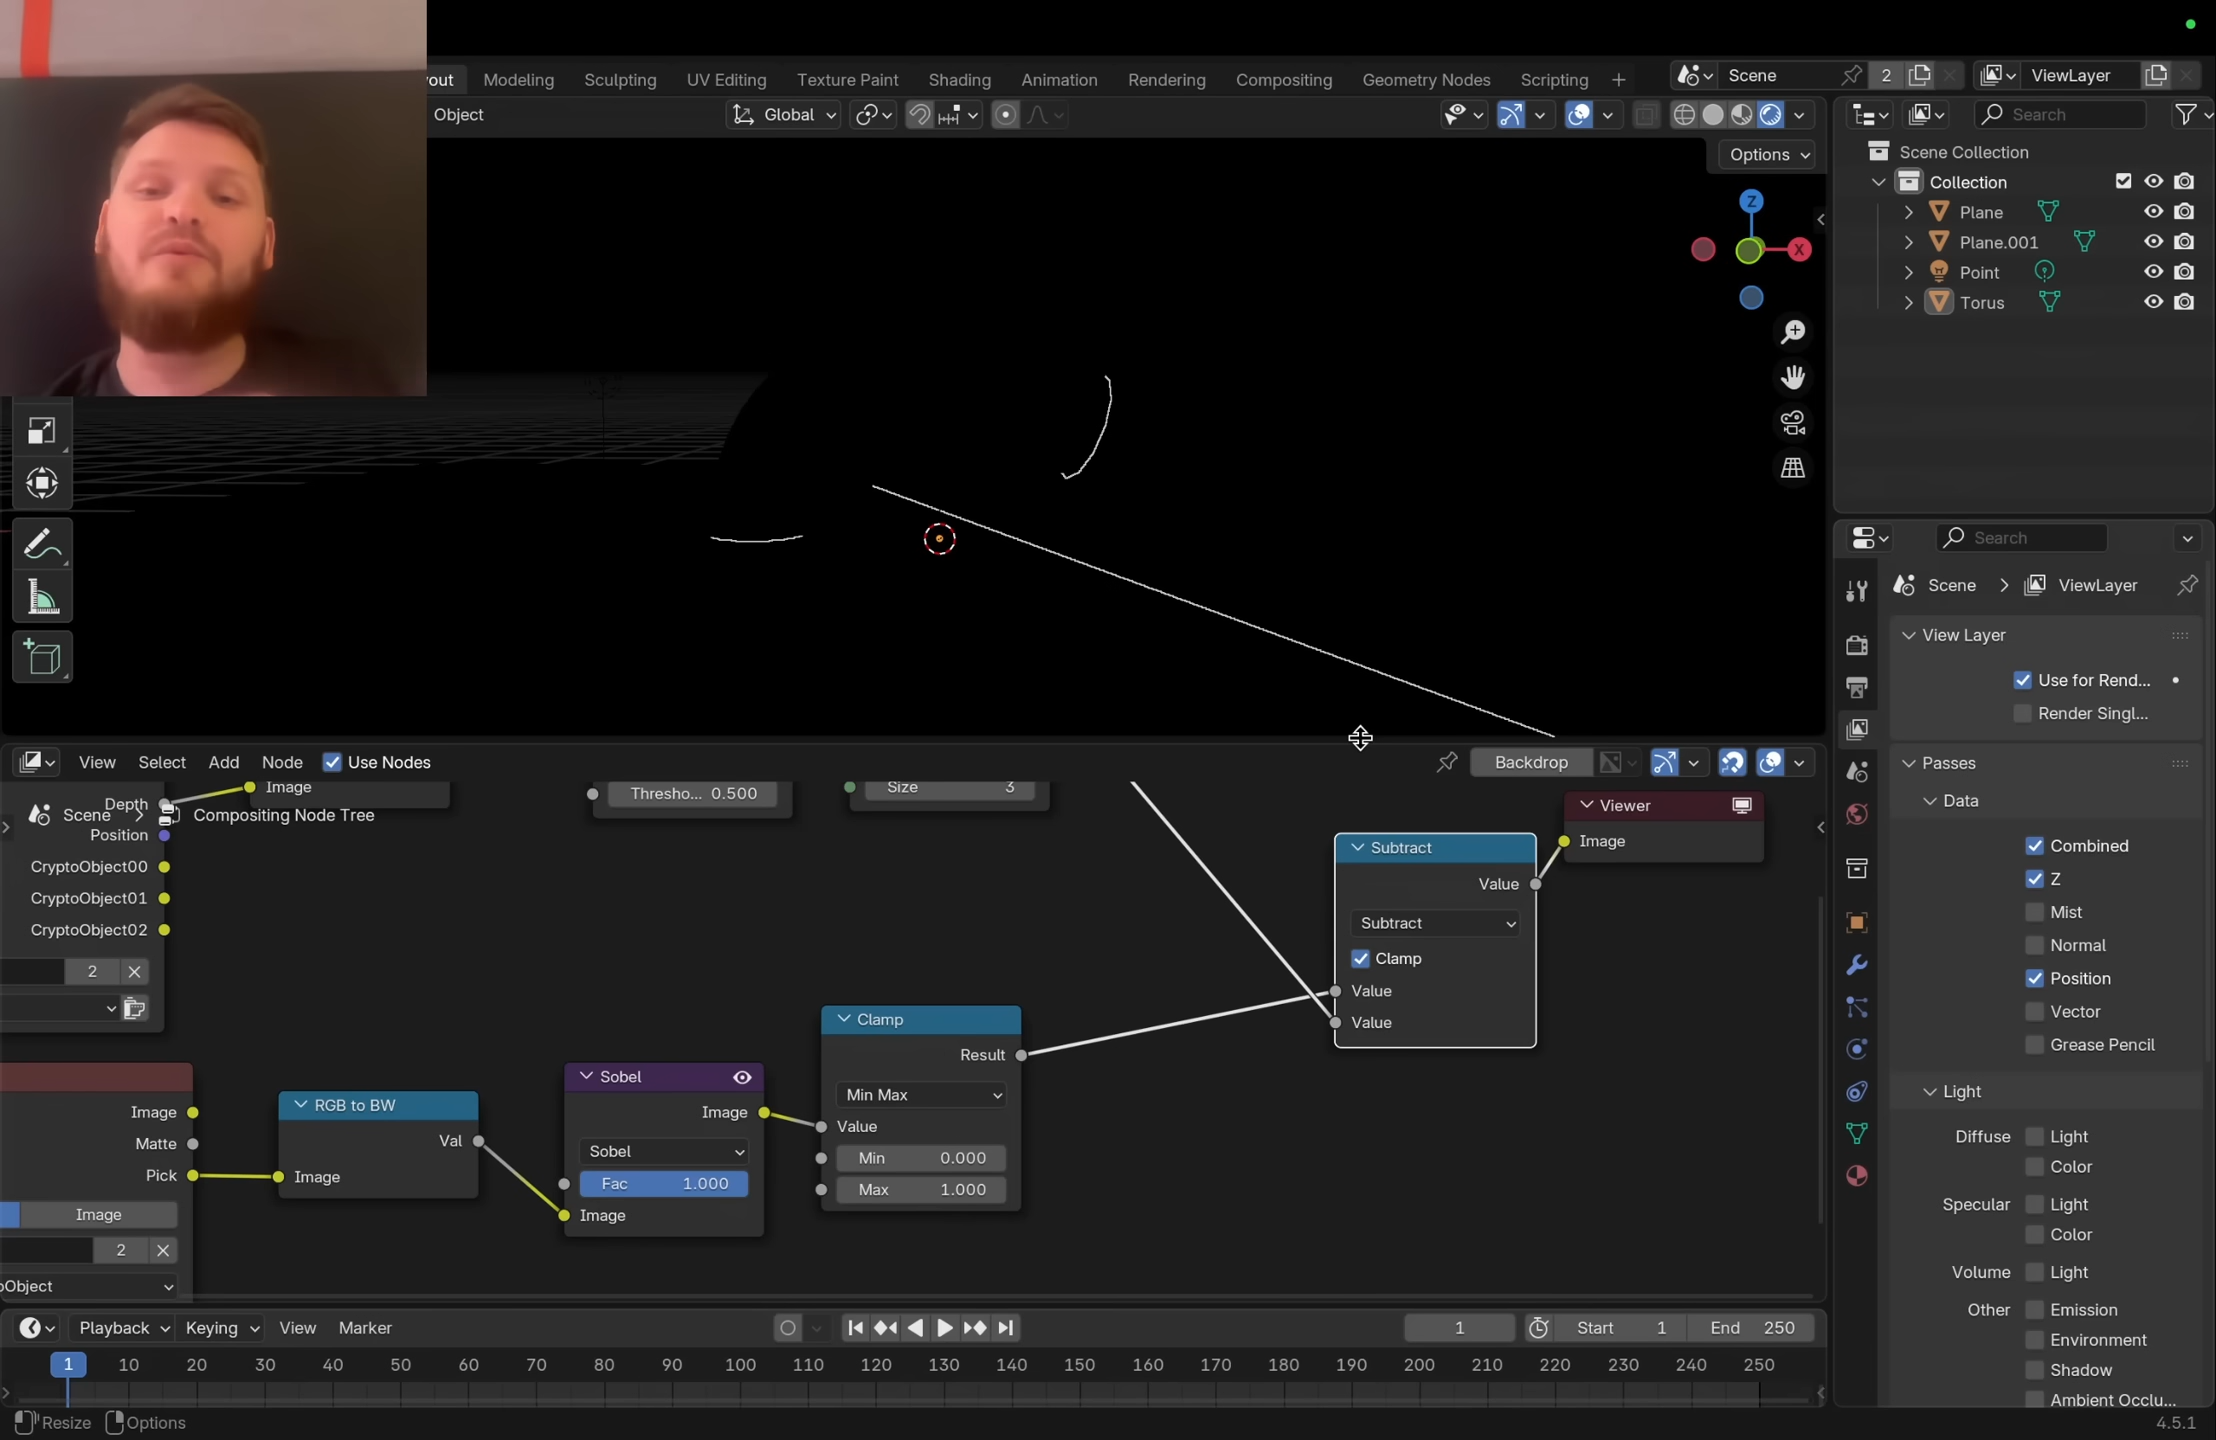 out Modeling Sculpting UV Editing Texture Paint Shading Animation Rendering Compositing Geometry Nodes Scripting + Scene 2 ViewLayer
Object Global Search
Options
Z
X
Scene Collection
Collection
Plane
Plane.001
Point
Torus
Search
Scene > ViewLayer
View Layer
Use for Rend...
Render Singl...
Passes
Data
Combined
Z
Mist
Normal
Position
Vector
Grease Pencil
Light
Diffuse Light
Color
Specular Light
Color
Volume Light
Other Emission
Environment
Shadow
Ambient Occlu...
View Select Add Node Use Nodes Backdrop
Depth
Image
Thresho... 0.500
Size 3
Scene > Compositing Node Tree
Position
CryptoObject00
CryptoObject01
CryptoObject02
2
Viewer
Image
Subtract
Value
Subtract
Clamp
Value
Value
Clamp
Result
Min Max
Value
Min 0.000
Max 1.000
Sobel
Image
Sobel
Fac 1.000
Image
RGB to BW
Val
Image
Image
Matte
Pick
Image
2
oObject
Playback Keying View Marker 1 Start 1 End 250
1 10 20 30 40 50 60 70 80 90 100 110 120 130 140 150 160 170 180 190 200 210 220 230 240 250
Resize Options 4.5.1